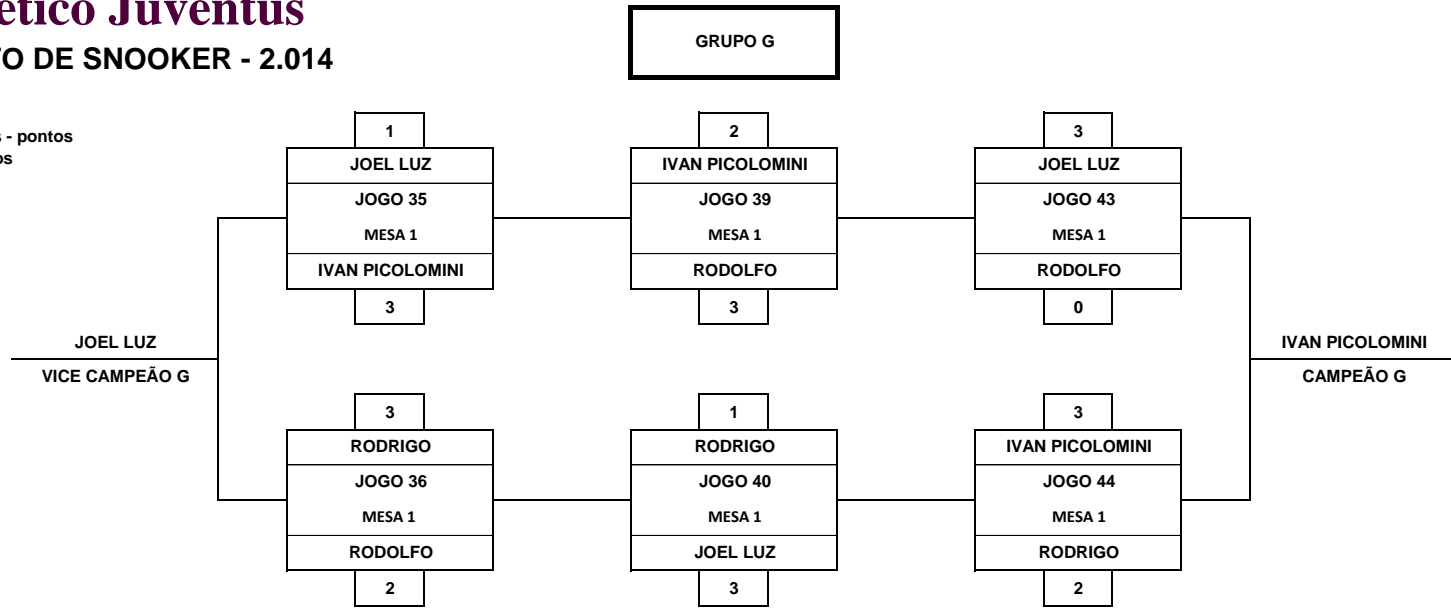 Juventus
DE SNOOKER - 2.014
GRUPO G
- pontos
1
JOEL LUZ
JOGO 35
MESA 1
IVAN PICOLOMINI
3
2
IVAN PICOLOMINI
JOGO 39
MESA 1
RODOLFO
3
3
JOEL LUZ
JOGO 43
MESA 1
RODOLFO
0
JOEL LUZ
VICE CAMPEÃO G
IVAN PICOLOMINI
CAMPEÃO G
3
RODRIGO
JOGO 36
MESA 1
RODOLFO
2
1
RODRIGO
JOGO 40
MESA 1
JOEL LUZ
3
3
IVAN PICOLOMINI
JOGO 44
MESA 1
RODRIGO
2